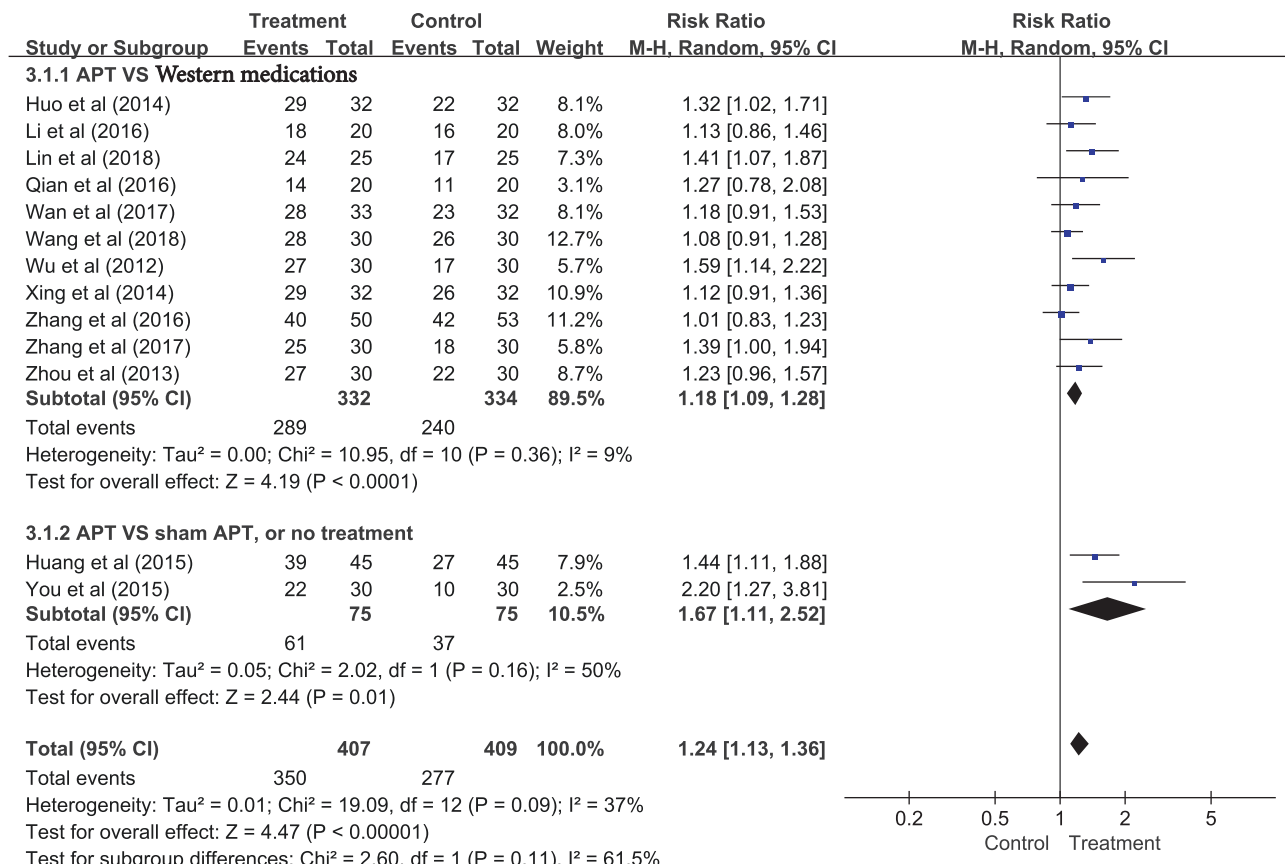 Treatment Control Risk Ratio Risk Ratio
Study or Subgroup Events Total Events Total Weight M-H, Random, 95% CI M-H, Random, 95% CI
3.1.1 APT VS Western medications
Huo et al (2014) 29 32 22 32 8.1% 1.32 [1.02, 1.71]
Li et al (2016) 18 20 16 20 8.0% 1.13 [0.86, 1.46]
Lin et al (2018) 24 25 17 25 7.3% 1.41 [1.07, 1.87]
Qian et al (2016) 14 20 11 20 3.1% 1.27 [0.78, 2.08]
Wan et al (2017) 28 33 23 32 8.1% 1.18 [0.91, 1.53]
Wang et al (2018) 28 30 26 30 12.7% 1.08 [0.91, 1.28]
Wu et al (2012) 27 30 17 30 5.7% 1.59 [1.14, 2.22]
Xing et al (2014) 29 32 26 32 10.9% 1.12 [0.91, 1.36]
Zhang et al (2016) 40 50 42 53 11.2% 1.01 [0.83, 1.23]
Zhang et al (2017) 25 30 18 30 5.8% 1.39 [1.00, 1.94]
Zhou et al (2013) 27 30 22 30 8.7% 1.23 [0.96, 1.57]
Subtotal (95% CI) 332 334 89.5% 1.18 [1.09, 1.28]
Total events 289 240
Heterogeneity: Tau² = 0.00; Chi² = 10.95, df = 10 (P = 0.36); I² = 9%
Test for overall effect: Z = 4.19 (P < 0.0001)
3.1.2 APT VS sham APT, or no treatment
Huang et al (2015) 39 45 27 45 7.9% 1.44 [1.11, 1.88]
You et al (2015) 22 30 10 30 2.5% 2.20 [1.27, 3.81]
Subtotal (95% CI) 75 75 10.5% 1.67 [1.11, 2.52]
Total events 61 37
Heterogeneity: Tau² = 0.05; Chi² = 2.02, df = 1 (P = 0.16); I² = 50%
Test for overall effect: Z = 2.44 (P = 0.01)
Total (95% CI) 407 409 100.0% 1.24 [1.13, 1.36]
Total events 350 277
Heterogeneity: Tau² = 0.01; Chi² = 19.09, df = 12 (P = 0.09); I² = 37%
0.2 0.5 1 2 5
Test for overall effect: Z = 4.47 (P < 0.00001)
Control Treatment
Test for subgroup differences: Chi² = 2.60, df = 1 (P = 0.11), I² = 61.5%